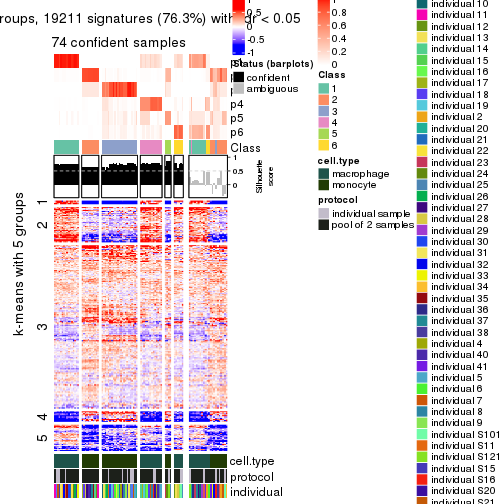 roups, 19211 signatures (76.3%) with
or < 0.05
74 confident samples
p4
p5
p6
Class
1
0.5
0
Silhouette
score
k-means with 5 groups
1
2
3
4
5
cell.type
protocol
individual
0.5
0
-0.5
-1
Status (barplots)
confident
ambiguous
0.8
0.6
0.4
0.2
0
Class
1
2
3
4
5
6
cell.type
macrophage
monocyte
protocol
individual sample
pool of 2 samples
individual 10
individual 11
individual 12
individual 13
individual 14
individual 15
individual 16
individual 17
individual 18
individual 19
individual 2
individual 20
individual 21
individual 22
individual 23
individual 24
individual 25
individual 26
individual 27
individual 28
individual 29
individual 30
individual 31
individual 32
individual 33
individual 34
individual 35
individual 36
individual 37
individual 38
individual 4
individual 40
individual 41
individual 5
individual 6
individual 7
individual 8
individual 9
individual S101
individual S11
individual S121
individual S15
individual S16
individual S20
individual S21